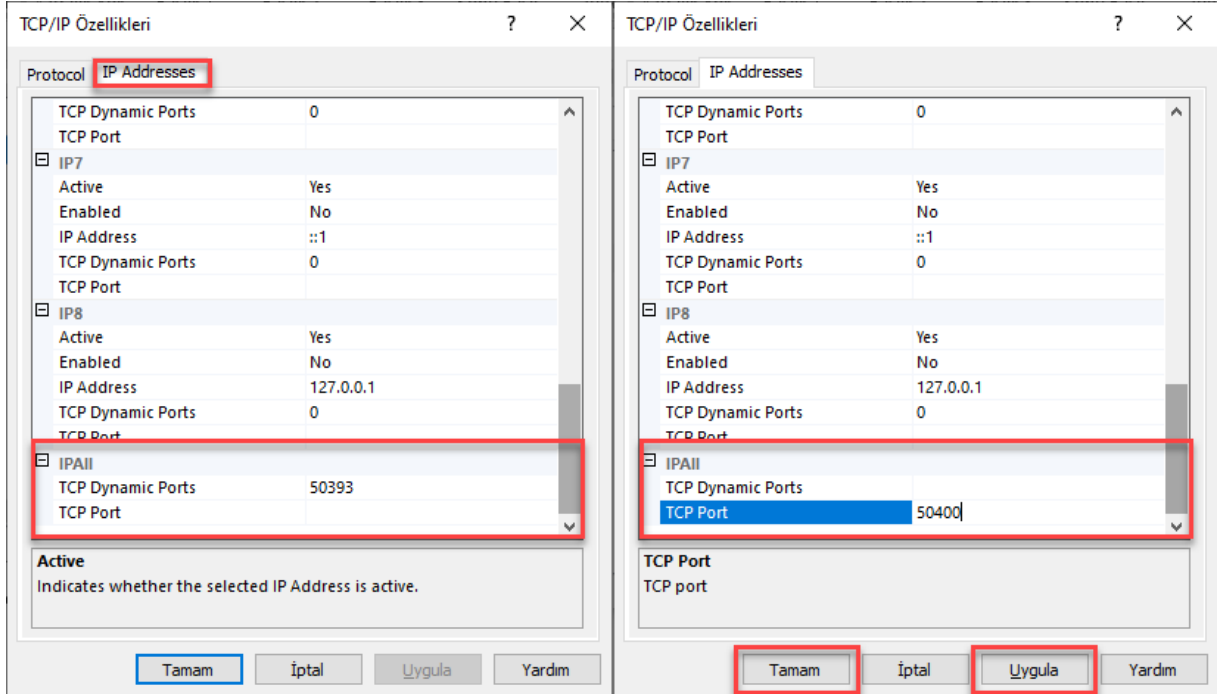 TCP/IP Özellikleri ?
Protocol IP Addresses
TCP Dynamic Ports 0
TCP Port
IP7
Active Yes
Enabled No
IP Address ::1
TCP Dynamic Ports 0
TCP Port
IP8
Active Yes
Enabled No
IP Address 127.0.0.1
TCP Dynamic Ports 0
TCP Port
IPAll
TCP Dynamic Ports 50393
TCP Port
Active
Indicates whether the selected IP Address is active.
Tamam İptal Uygula Yardım
TCP/IP Özellikleri ?
Protocol IP Addresses
TCP Dynamic Ports 0
TCP Port
IP7
Active Yes
Enabled No
IP Address ::1
TCP Dynamic Ports 0
TCP Port
IP8
Active Yes
Enabled No
IP Address 127.0.0.1
TCP Dynamic Ports 0
TCP Port
IPAll
TCP Dynamic Ports
TCP Port 50400
TCP Port
TCP port
Tamam İptal Uygula Yardım